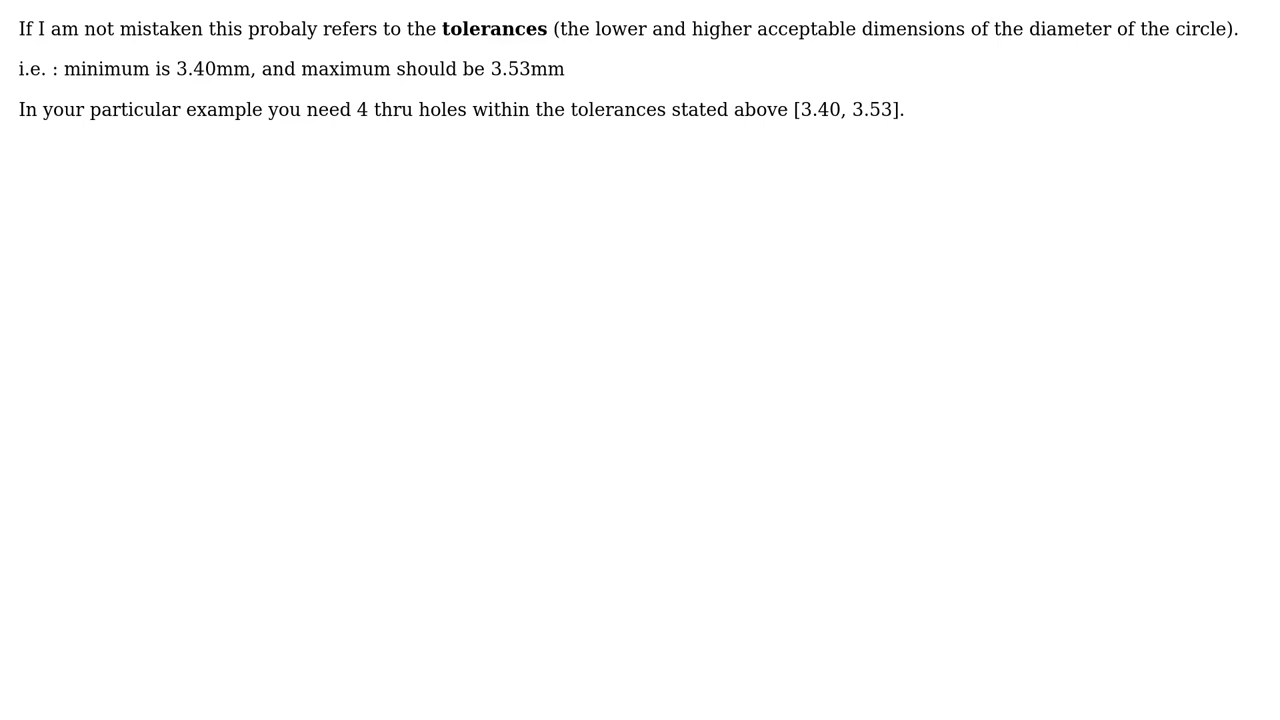 If I am not mistaken this probaly refers to the tolerances (the lower and higher acceptable dimensions of the diameter of the circle).
i.e. : minimum is 3.40mm, and maximum should be 3.53mm
In your particular example you need 4 thru holes within the tolerances stated above [3.40, 3.53].